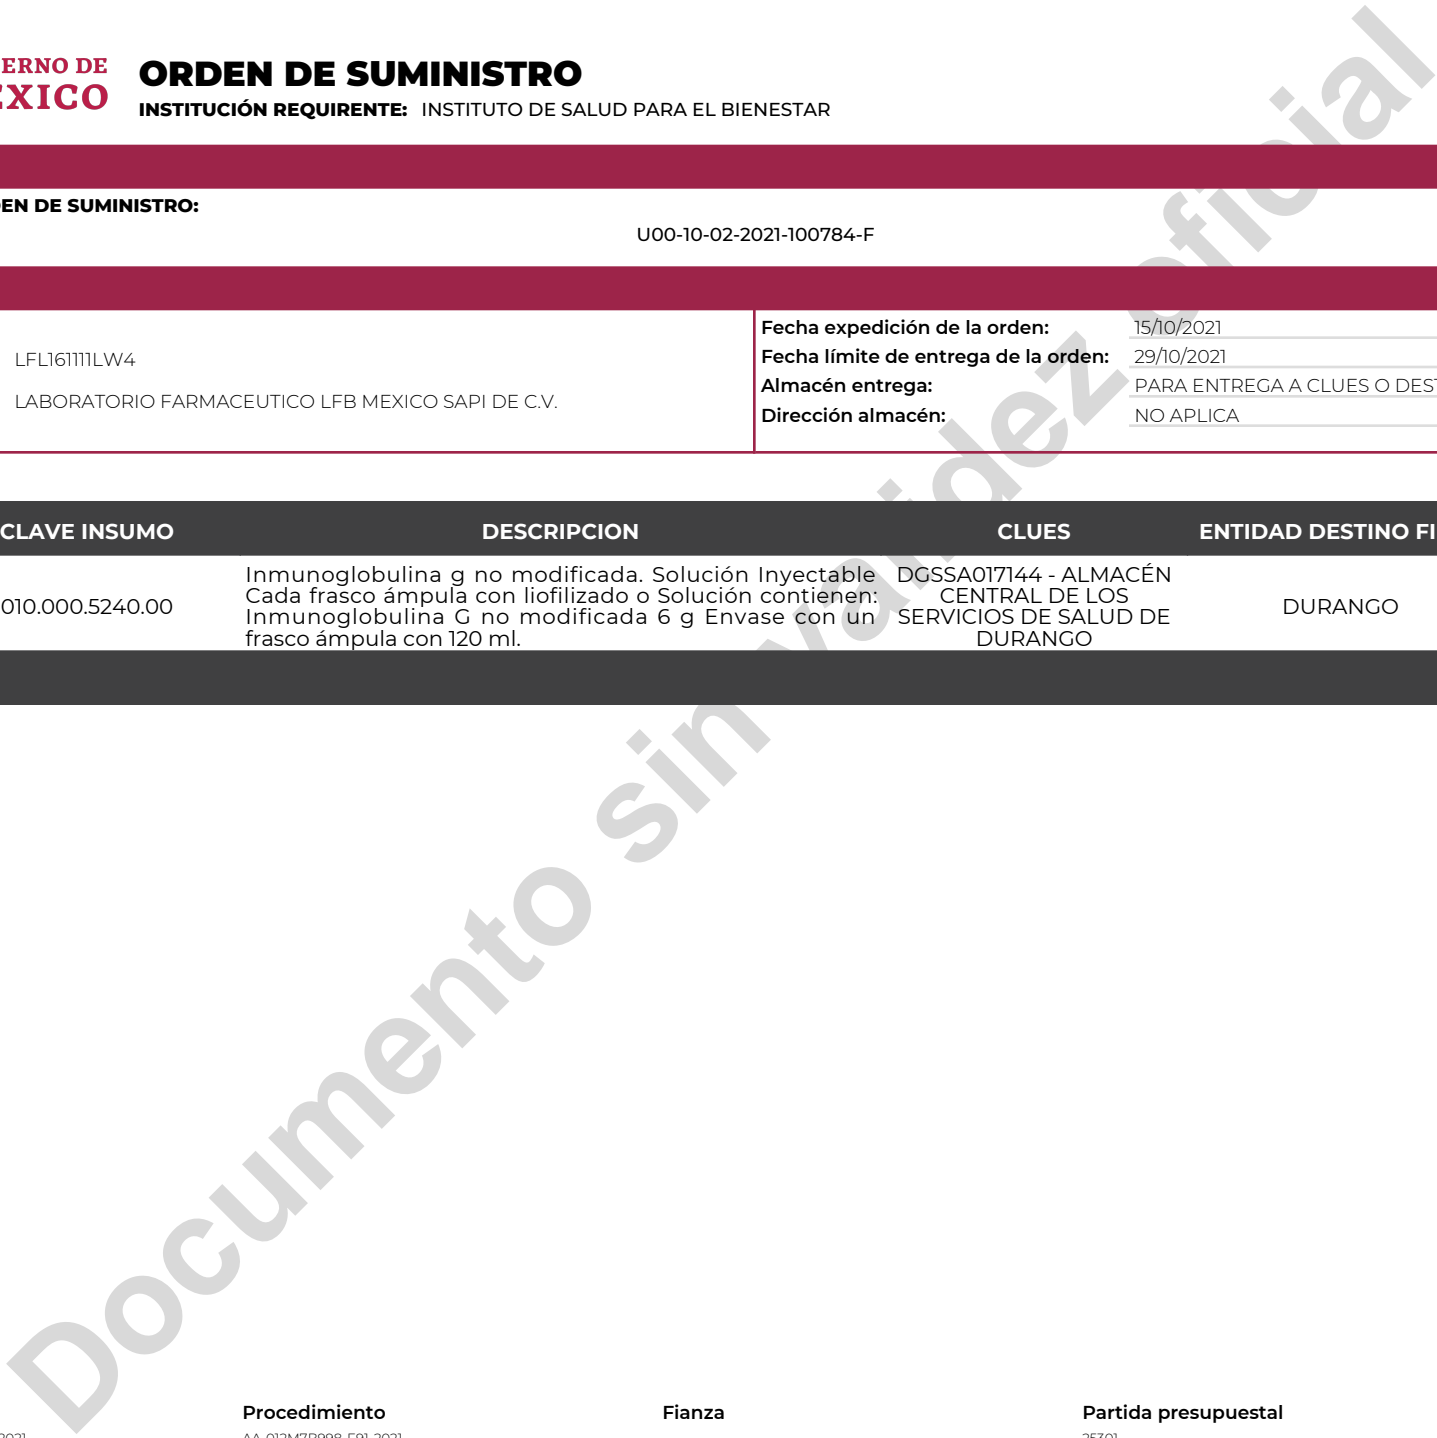 ERNO DE
EXICO
ORDEN DE SUMINISTRO
INSTITUCIÓN REQUIRENTE: INSTITUTO DE SALUD PARA EL BIENESTAR
EN DE SUMINISTRO:
U00-10-02-2021-100784-F
LFL161111LW4
LABORATORIO FARMACEUTICO LFB MEXICO SAPI DE C.V.
Fecha expedición de la orden: 15/10/2021
Fecha límite de entrega de la orden: 29/10/2021
Almacén entrega: PARA ENTREGA A CLUES O DEST
Dirección almacén: NO APLICA
CLAVE INSUMO DESCRIPCION CLUES ENTIDAD DESTINO FI
010.000.5240.00
Inmunoglobulina g no modificada. Solución Inyectable
Cada frasco ámpula con liofilizado o Solución contienen:
Inmunoglobulina G no modificada 6 g Envase con un
frasco ámpula con 120 ml.
DGSSA017144 - ALMACÉN
CENTRAL DE LOS
SERVICIOS DE SALUD DE
DURANGO
DURANGO
Documento sin validez oficial
Procedimiento Fianza Partida presupuestal